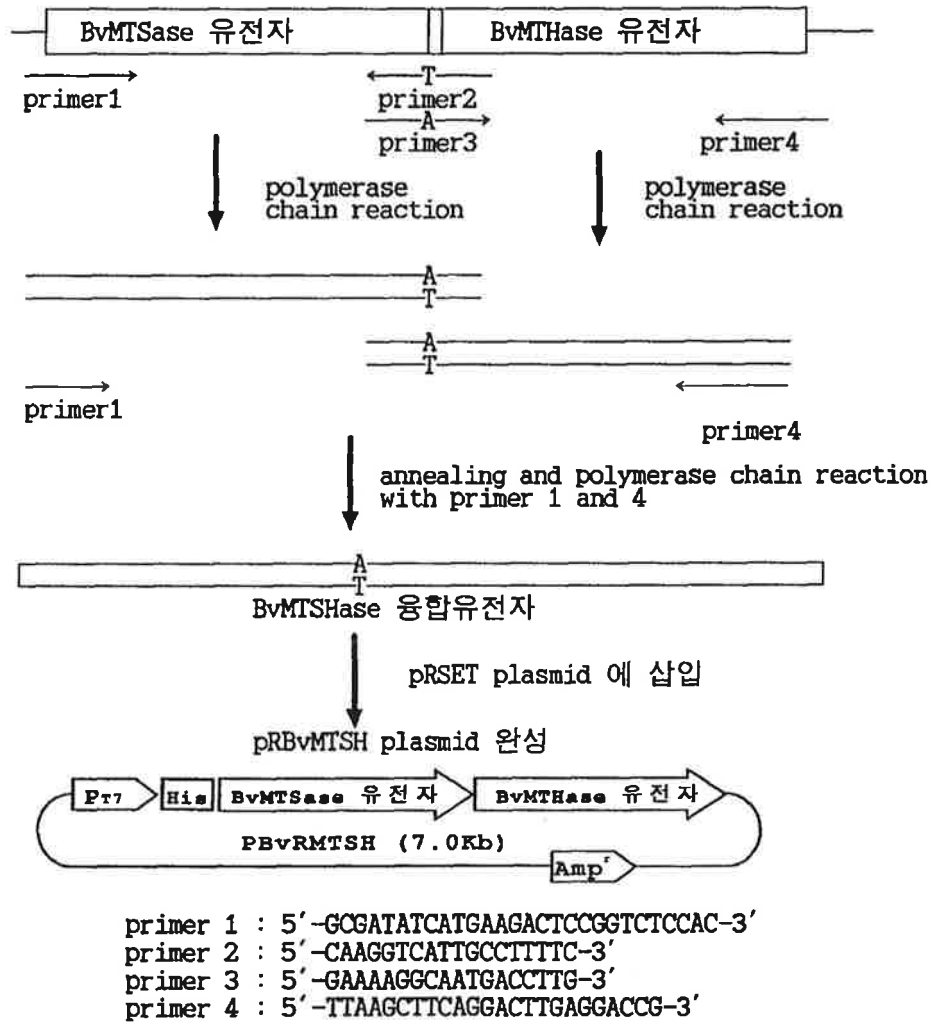 BvMTSase 유전자 BvMTHase 유전자
T
primer1 primer2
A
primer3 primer4
polymerase chain reaction
polymerase chain reaction
A
T
A
T
primer1
primer4
annealing and polymerase chain reaction
with primer 1 and 4
A
T
BvMTSHase 융합유전자
pRSET plasmid 에 삽입
pRBvMTSH plasmid 완성
PT7 His BvMTSase 유전자 BvMTHase 유전자
PBvRMTSH (7.0Kb)
Ampʳ
primer 1 : 5′-GCGATATCATGAAGACTCCGGTCTCCAC-3′
primer 2 : 5′-CAAGGTCATTGCCTTTTC-3′
primer 3 : 5′-GAAAAGGCAATGACCTTG-3′
primer 4 : 5′-TTAAGCTTCAGGACTTGAGGACCG-3′